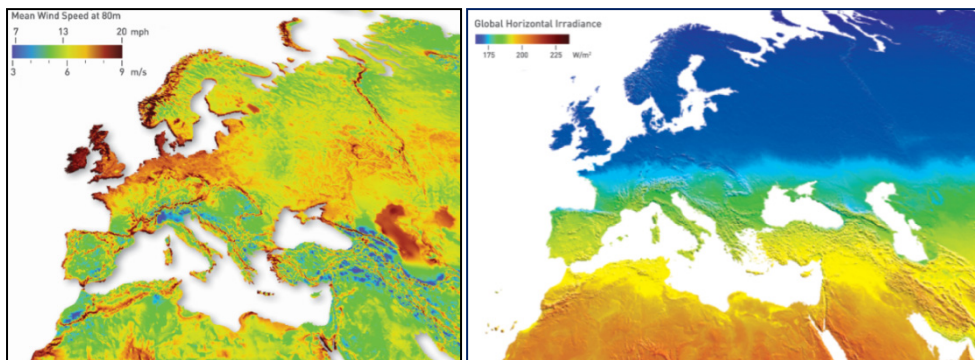 Mean Wind Speed at 80m
7 13 20 mph
3 6 9 m/s
Global Horizontal Irradiance
175 200 225 W/m²